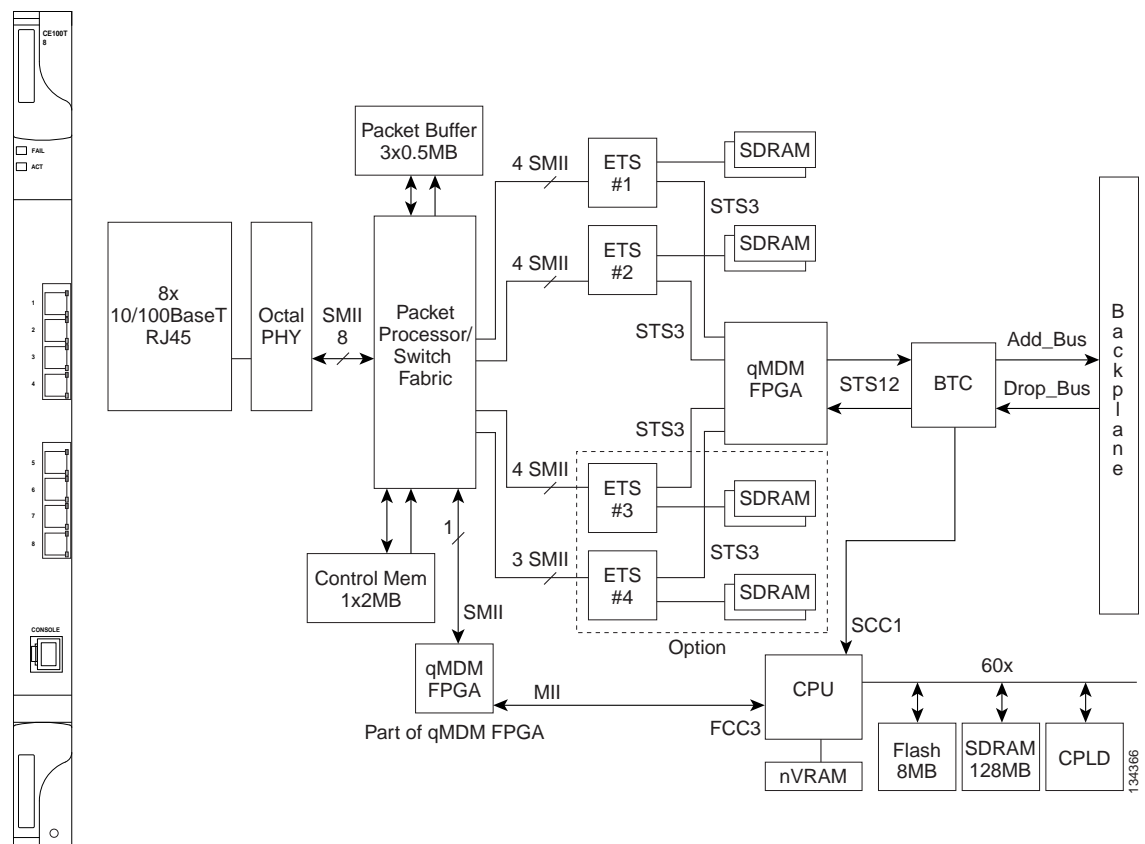 CE100T
8
FAIL
ACT
1
2
3
4
5
6
7
8
CONSOLE
8x
10/100BaseT
RJ45
Octal
PHY
SMII
8
Packet Buffer
3x0.5MB
Packet
Processor/
Switch
Fabric
Control Mem
1x2MB
4 SMII
4 SMII
4 SMII
3 SMII
1
SMII
ETS
#1
ETS
#2
ETS
#3
ETS
#4
SDRAM
SDRAM
SDRAM
SDRAM
STS3
STS3
STS3
STS3
Option
qMDM
FPGA
STS12
BTC
Add_Bus
Drop_Bus
Backplane
SCC1
qMDM
FPGA
Part of qMDM FPGA
MII
FCC3
CPU
nVRAM
60x
Flash
8MB
SDRAM
128MB
CPLD
134366